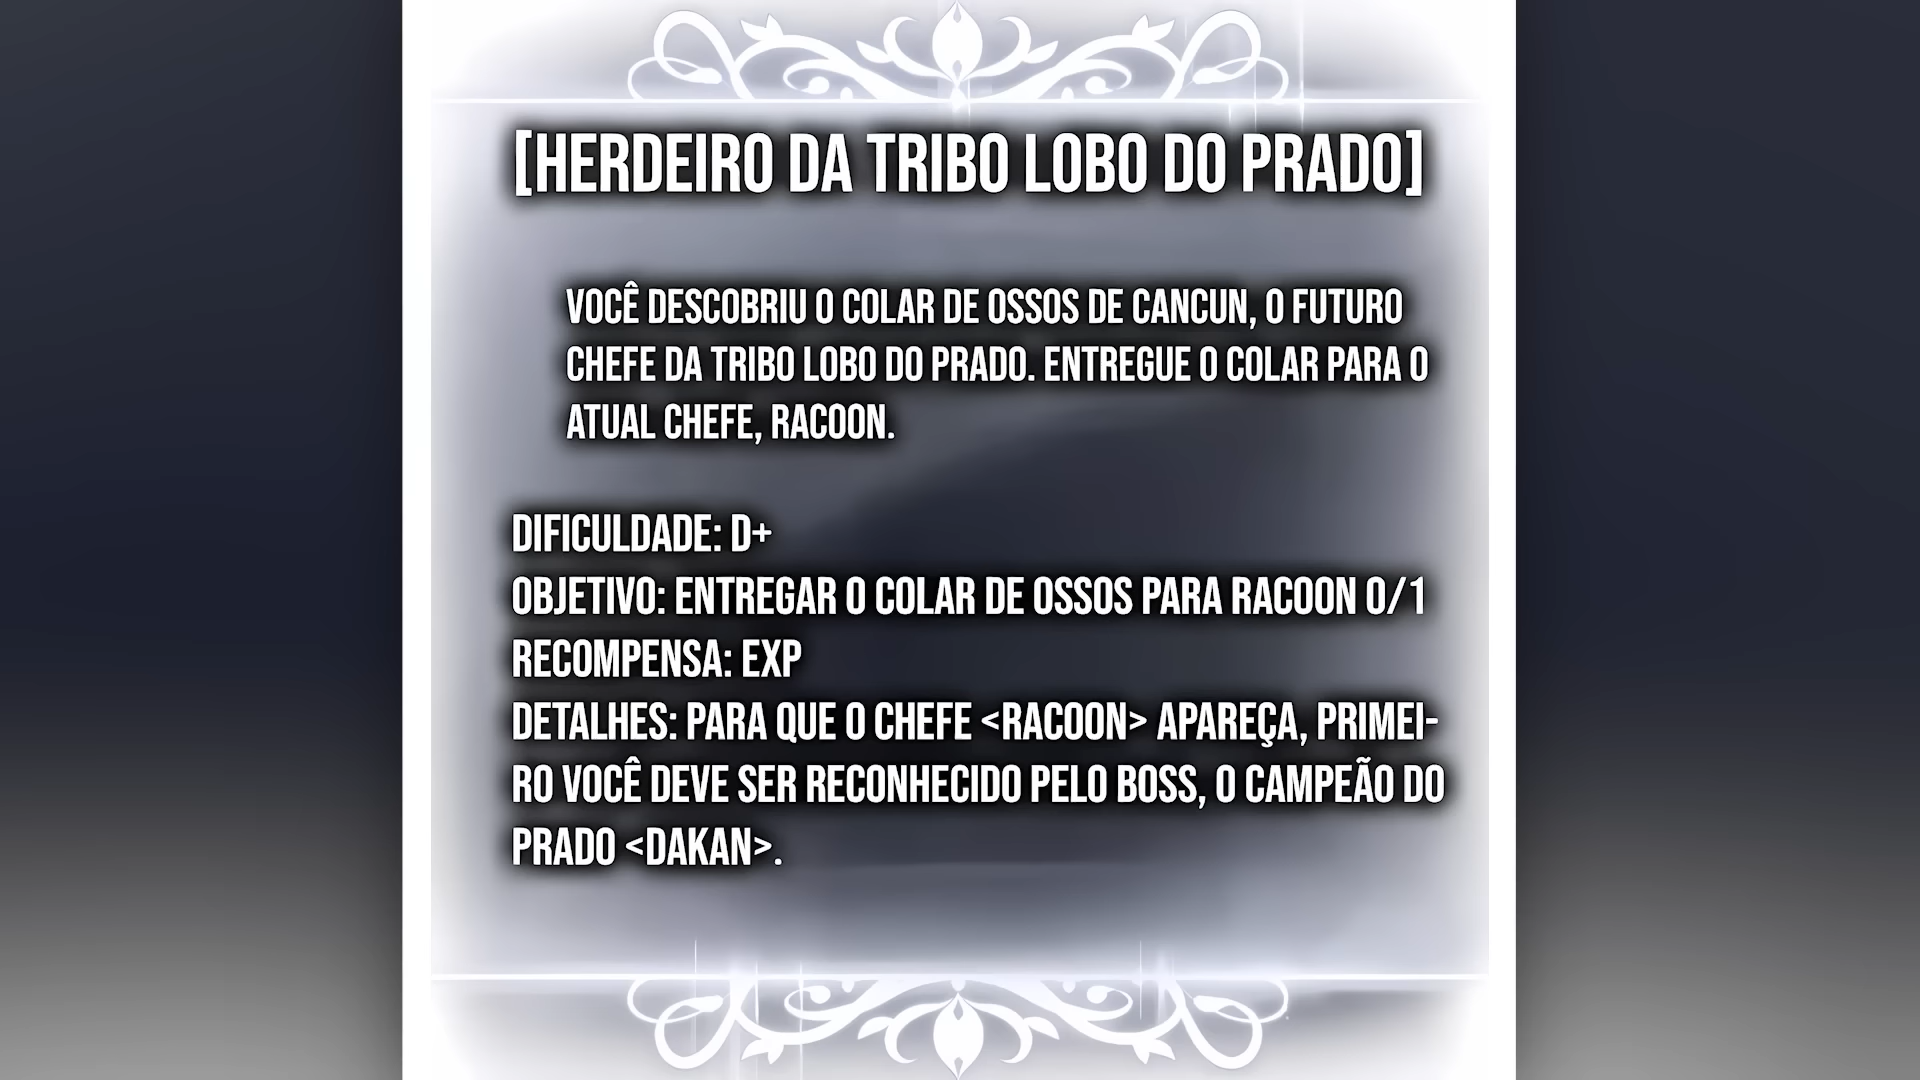 [HERDEIRO DA TRIBO LOBO DO PRADO]
VOCÊ DESCOBRIU O COLAR DE OSSOS DE CANCUN, O FUTURO
CHEFE DA TRIBO LOBO DO PRADO. ENTREGUE O COLAR PARA O
ATUAL CHEFE, RACOON.
DIFICULDADE: D+
OBJETIVO: ENTREGAR O COLAR DE OSSOS PARA RACOON 0/1
RECOMPENSA: EXP
DETALHES: PARA QUE O CHEFE <RACOON> APAREÇA, PRIMEI-
RO VOCÊ DEVE SER RECONHECIDO PELO BOSS, O CAMPEÃO DO
PRADO <DAKAN>.